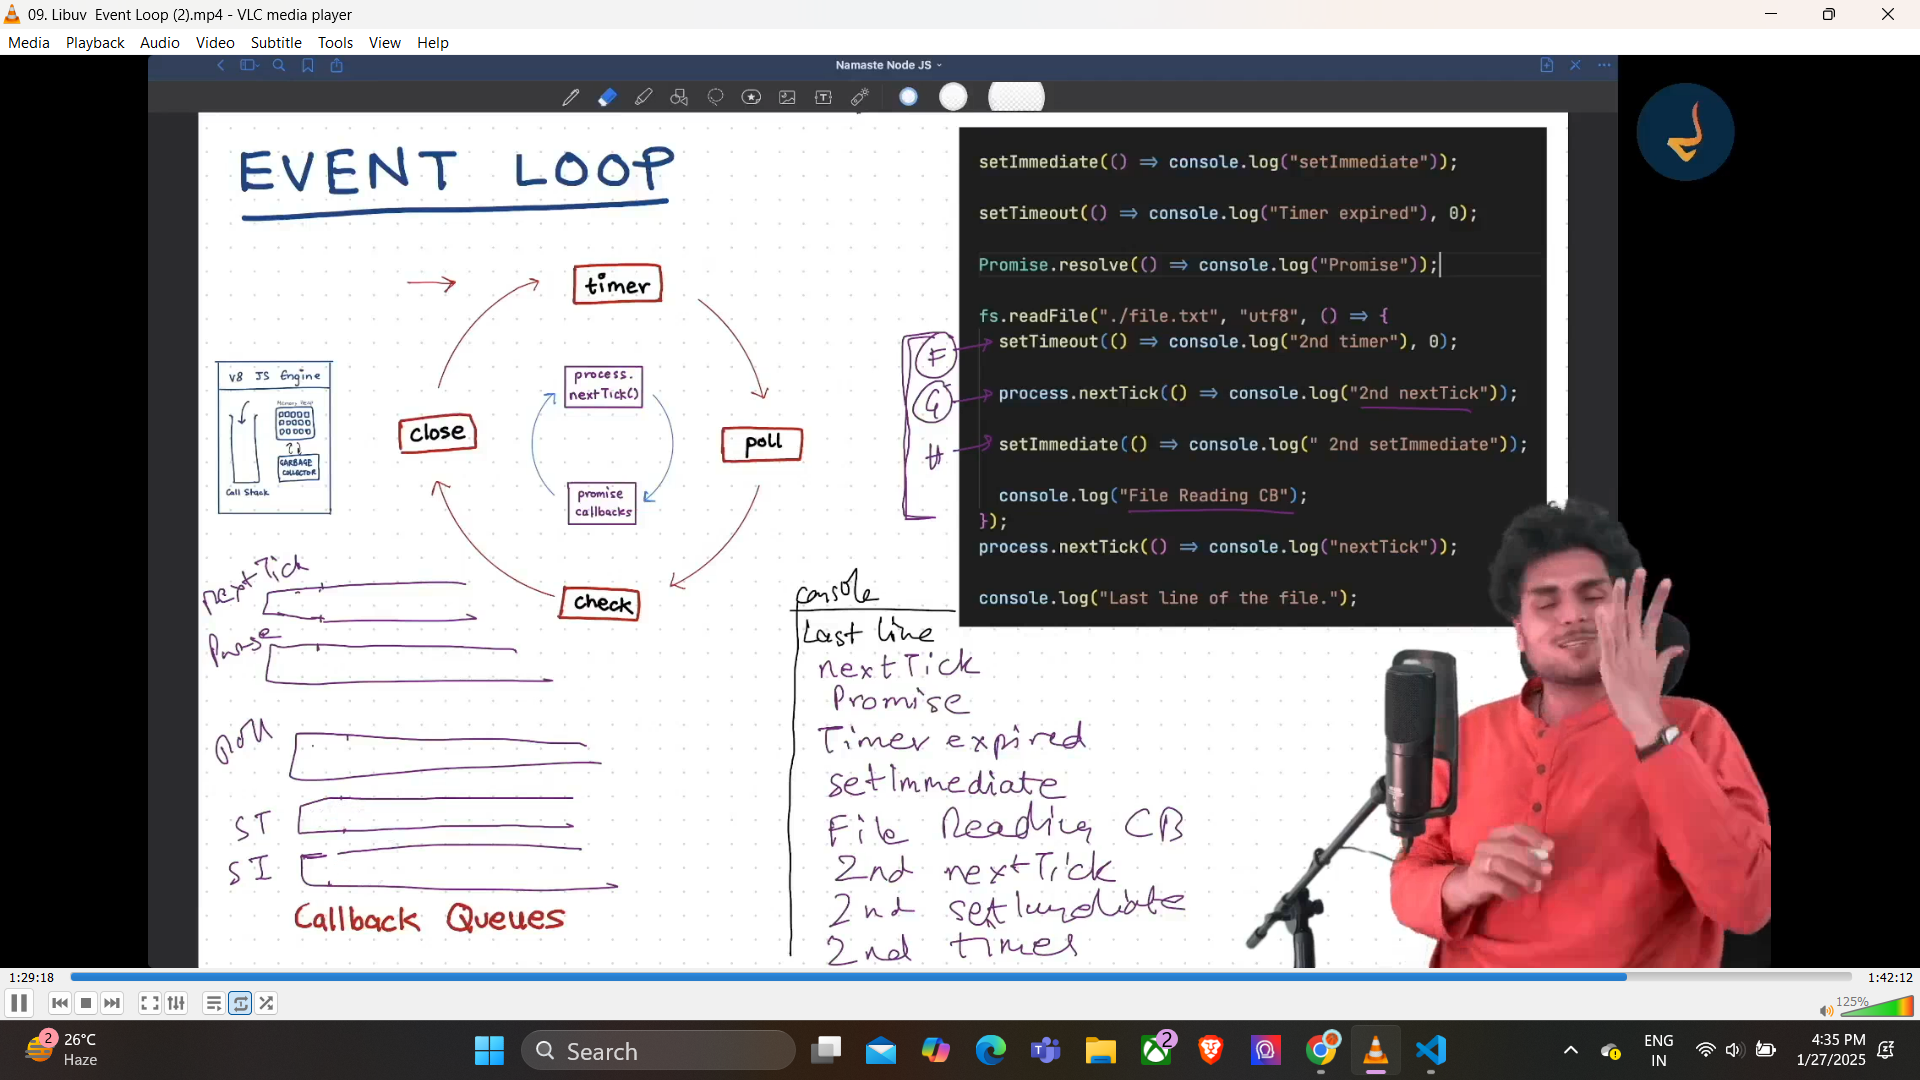 09. Libuv  Event Loop (2).mp4 - VLC media player
Media Playback Audio Video Subtitle Tools View Help
Namaste Node JS
EVENT LOOP
timer
poll
check
close
process.
nextTick()
promise
callbacks
V8 JS Engine
Memory Heap
GARBAGE
COLLECTOR
Call Stack
setImmediate(() => console.log("setImmediate"));
setTimeout(() => console.log("Timer expired"), 0);
Promise.resolve(() => console.log("Promise"));
fs.readFile("./file.txt", "utf8", () => {
setTimeout(() => console.log("2nd timer"), 0);
process.nextTick(() => console.log("2nd nextTick"));
setImmediate(() => console.log(" 2nd setImmediate"));
console.log("File Reading CB");
});
process.nextTick(() => console.log("nextTick"));
console.log("Last line of the file.");
F
G
H
nextTick
Poll
ST
SI
Callback Queues
console
Last line
nextTick
Promise
Timer expired
setImmediate
File Reading CB
2nd nextTick
2nd setImmediate
2nd timer
1:29:18
1:42:12
125%
2
26°C
Haze
Search
2
ENG
IN
4:35 PM
1/27/2025